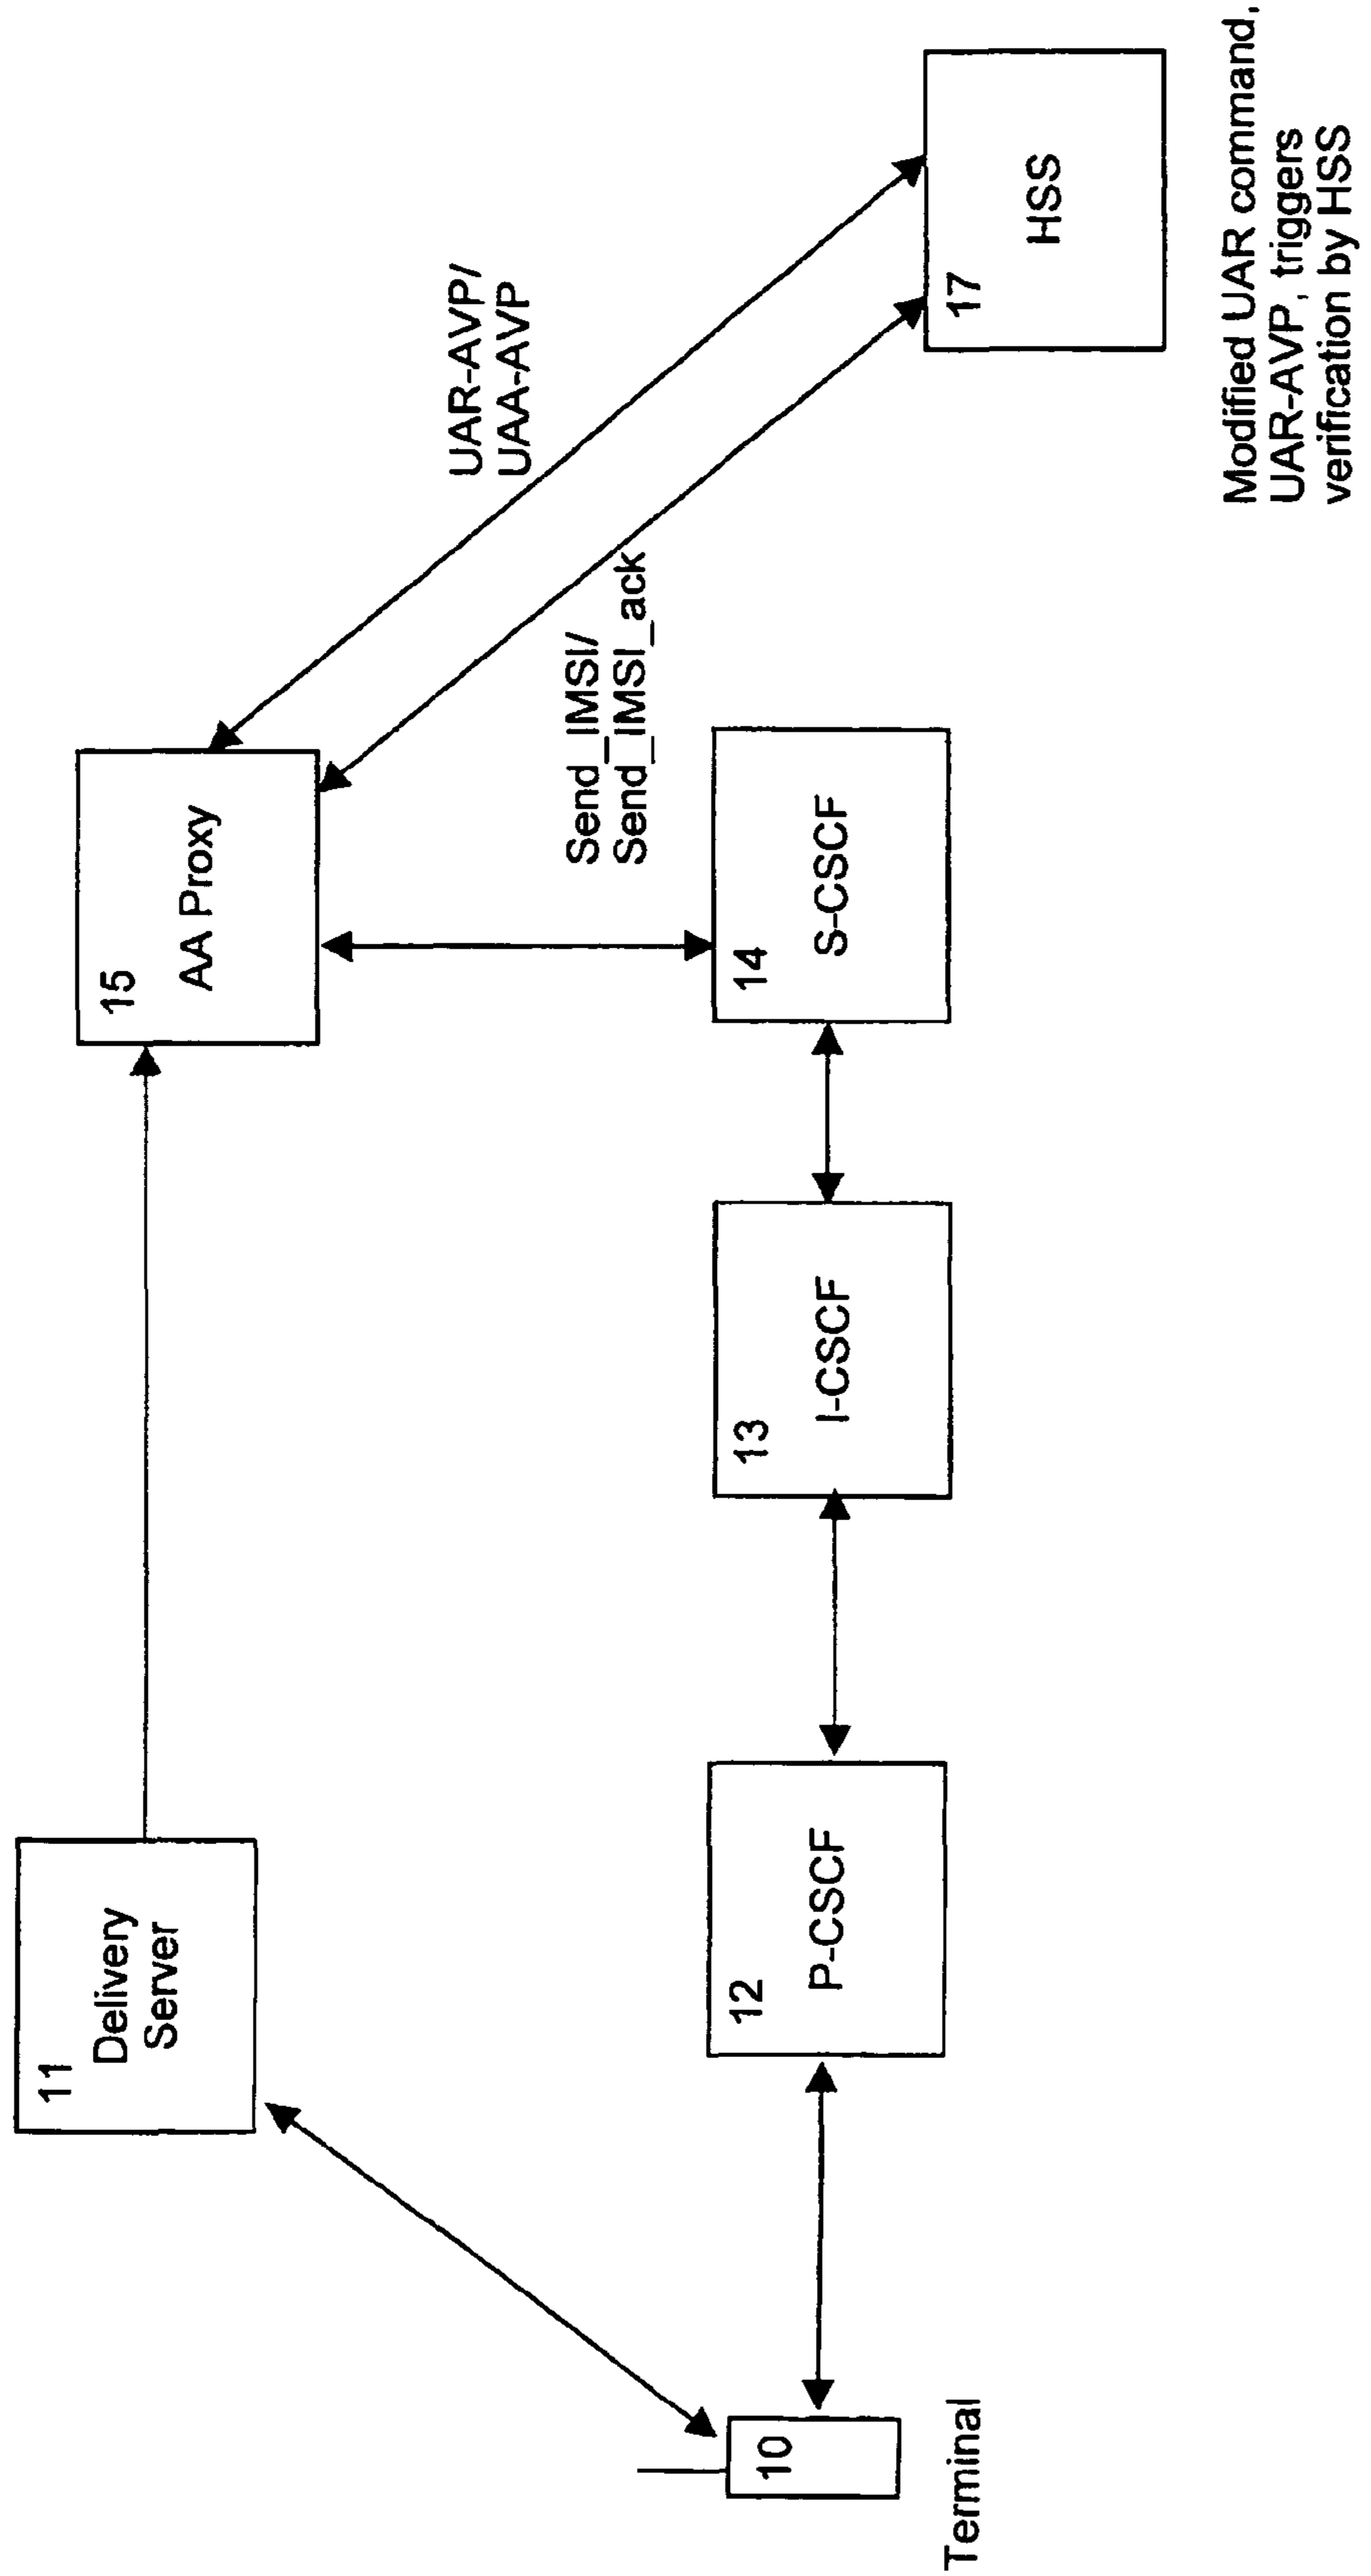 11
Delivery
Server
15
AA Proxy
UAR-AVP/
UAA-AVP
Send_IMSI/
Send_IMSI_ack
10
Terminal
12
P-CSCF
13
I-CSCF
14
S-CSCF
17
HSS
Modified UAR command,
UAR-AVP, triggers
verification by HSS